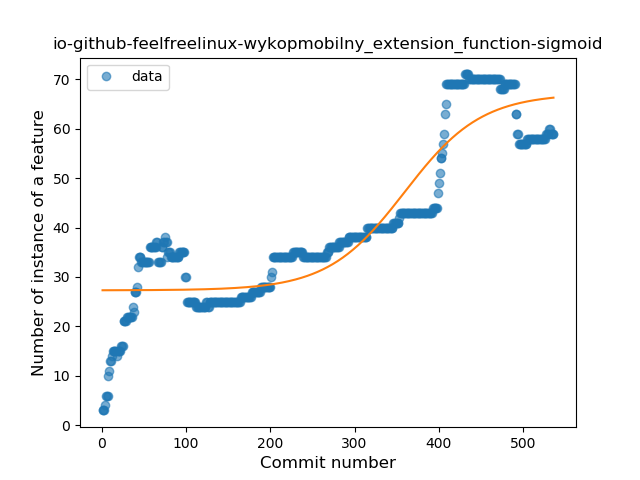 io-github-feelfreelinux-wykopmobilny_extension_function-sigmoid
data
Number of instance of a feature
70
60
50
40
30
20
10
0
0 100 200 300 400 500
Commit number